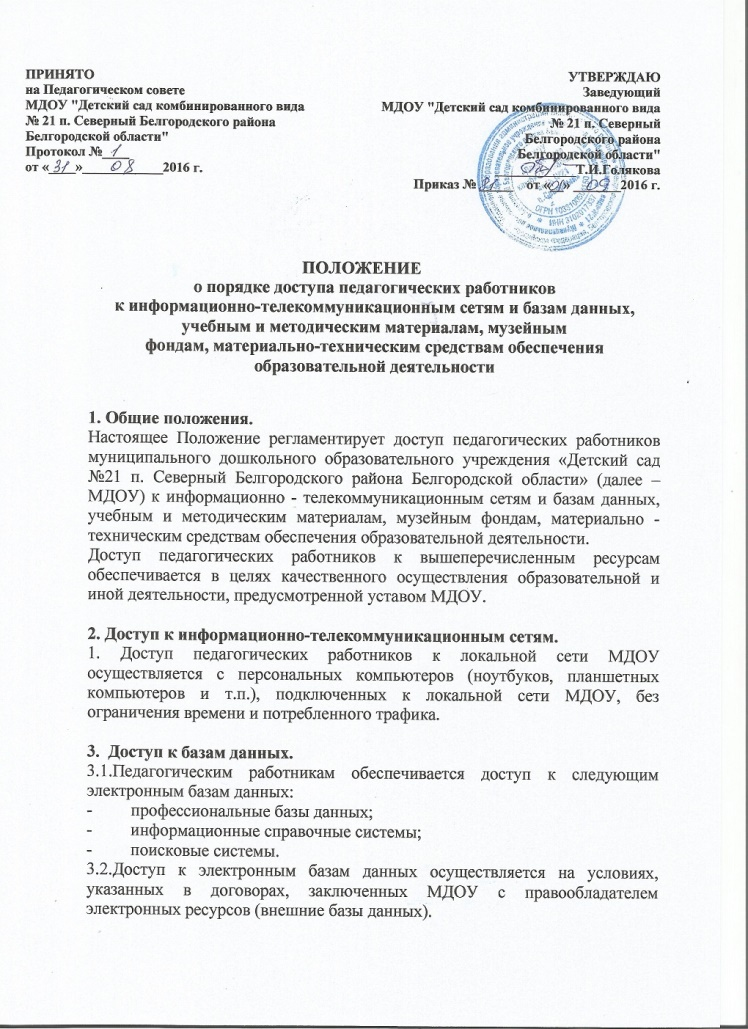 ПРИНЯТО
на Педагогическом совете
МДОУ "Детский сад комбинированного вида
№ 21 п. Северный Белгородского района
Белгородской области"
Протокол № 1
от « 31 » 08 2016 г.
УТВЕРЖДАЮ
Заведующий
МДОУ "Детский сад комбинированного вида
№ 21 п. Северный
Белгородского района
Белгородской области"
Т.И.Голякова
Приказ № 91 от «01» 09 2016 г.
ПОЛОЖЕНИЕ
о порядке доступа педагогических работников
к информационно-телекоммуникационным сетям и базам данных,
учебным и методическим материалам, музейным
фондам, материально-техническим средствам обеспечения
образовательной деятельности
1. Общие положения.
Настоящее Положение регламентирует доступ педагогических работников
муниципального дошкольного образовательного учреждения «Детский сад
№21 п. Северный Белгородского района Белгородской области» (далее –
МДОУ) к информационно - телекоммуникационным сетям и базам данных,
учебным и методическим материалам, музейным фондам, материально -
техническим средствам обеспечения образовательной деятельности.
Доступ педагогических работников к вышеперечисленным ресурсам
обеспечивается в целях качественного осуществления образовательной и
иной деятельности, предусмотренной уставом МДОУ.
2. Доступ к информационно-телекоммуникационным сетям.
1. Доступ педагогических работников к локальной сети МДОУ
осуществляется с персональных компьютеров (ноутбуков, планшетных
компьютеров и т.п.), подключенных к локальной сети МДОУ, без
ограничения времени и потребленного трафика.
3. Доступ к базам данных.
3.1.Педагогическим работникам обеспечивается доступ к следующим
электронным базам данных:
- профессиональные базы данных;
- информационные справочные системы;
- поисковые системы.
3.2.Доступ к электронным базам данных осуществляется на условиях,
указанных в договорах, заключенных МДОУ с правообладателем
электронных ресурсов (внешние базы данных).